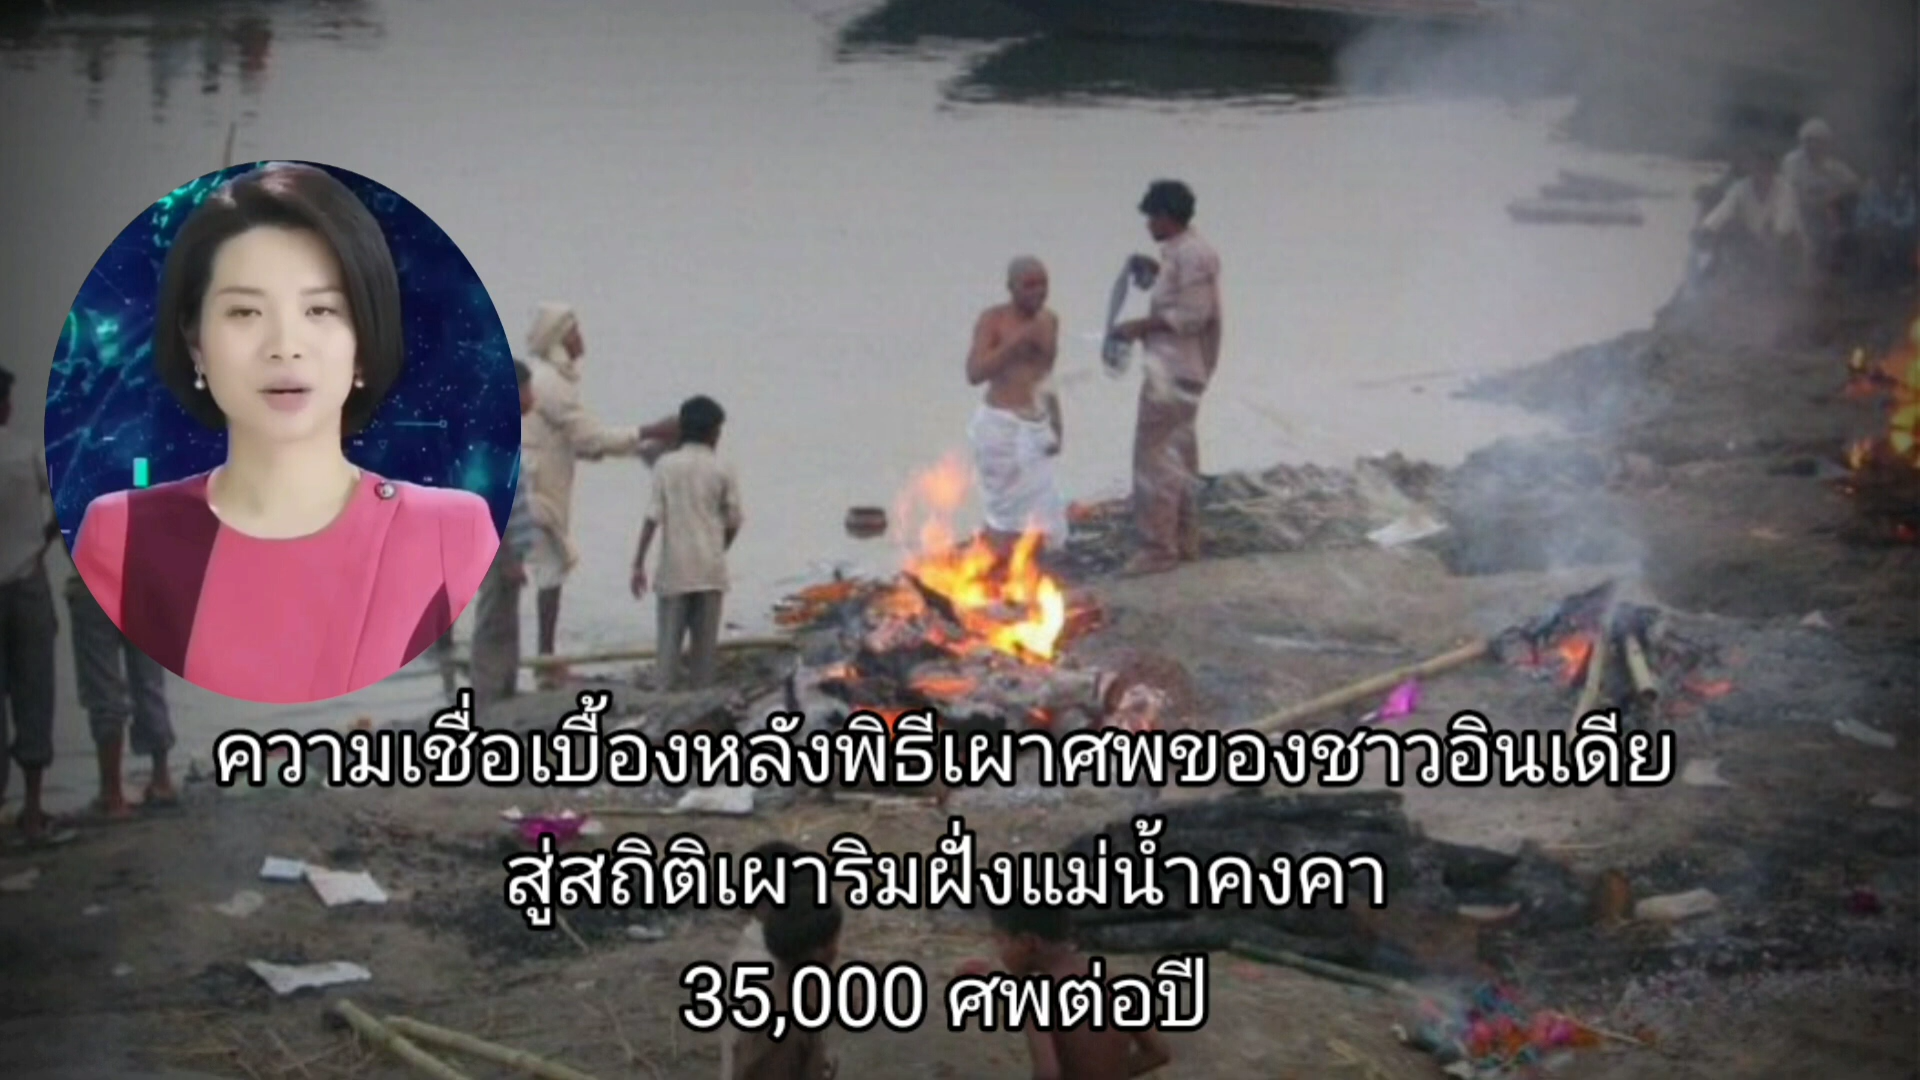 ความเชื่อเบื้องหลังพิธีเผาศพของชาวอินเดีย
สู่สถิติเผาริมฝั่งแม่น้ำคงคา
35,000 ศพต่อปี